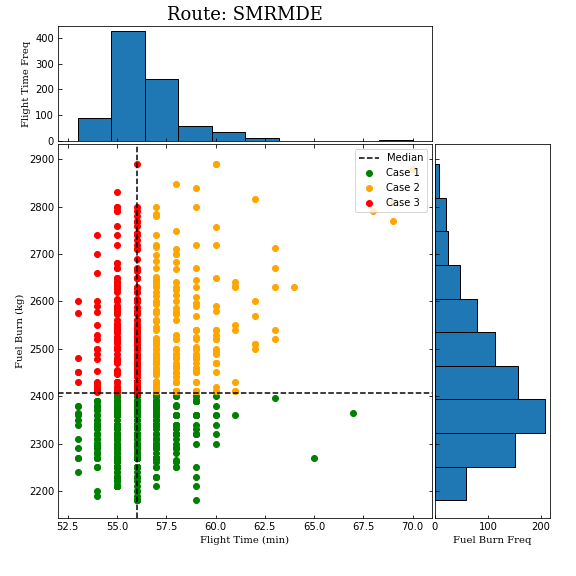 Route: SMRMDE
Flight Time Freq
400
300
200
100
0
Median
Case 1
Case 2
Case 3
Fuel Burn (kg)
2900
2800
2700
2600
2500
2400
2300
2200
52.5 55.0 57.5 60.0 62.5 65.0 67.5 70.0
Flight Time (min)
0 100 200
Fuel Burn Freq